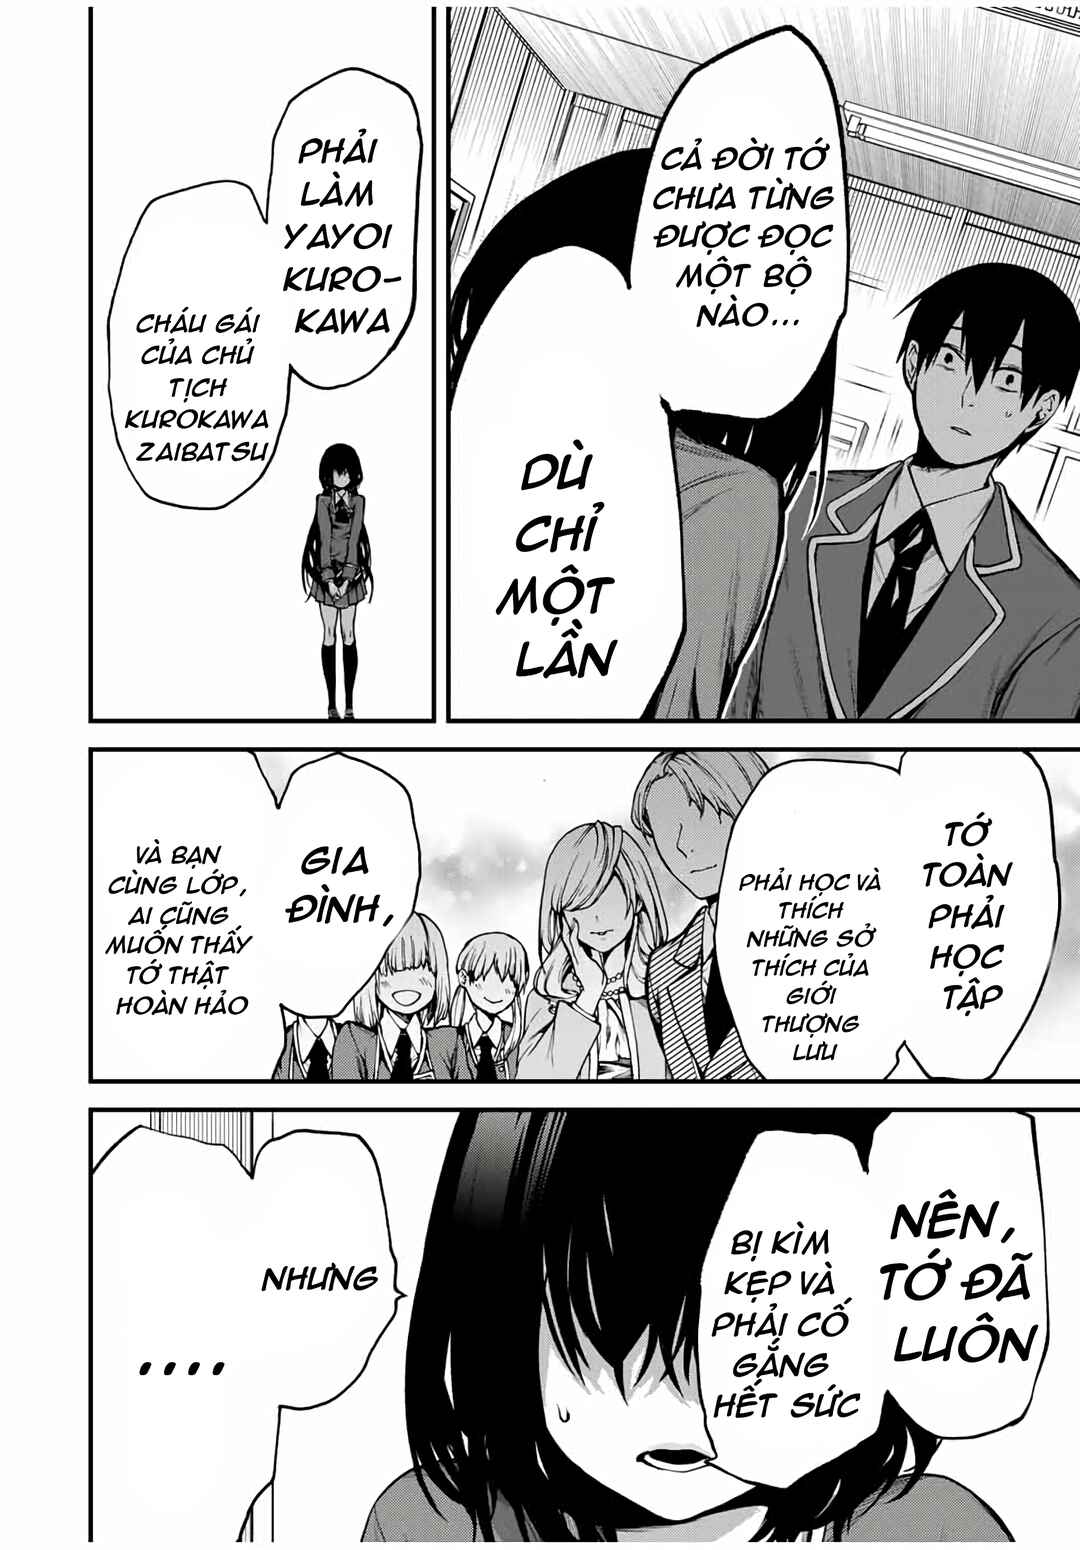 CẢ ĐỜI TỚ
CHƯA TỪNG
ĐƯỢC ĐỌC
MỘT BỘ
NÀO...
DÙ
CHỈ
MỘT
LẦN
PHẢI
LÀM
YAYOI
KURO-
KAWA
CHÁU GÁI
CỦA CHỦ
TỊCH
KUROKAWA
ZAIBATSU
TỚ
TOÀN
PHẢI
HỌC
TẬP
PHẢI HỌC VÀ
THÍCH
NHỮNG SỞ
THÍCH CỦA
GIỚI
THƯỢNG
LƯU
GIA
ĐÌNH,
VÀ BẠN
CÙNG LỚP,
AI CŨNG
MUỐN THẤY
TỚ THẬT
HOÀN HẢO
NÊN,
TỚ ĐÃ
LUÔN
BỊ KÌM
KẸP VÀ
PHẢI CỐ
GẮNG
HẾT SỨC
NHƯNG
....